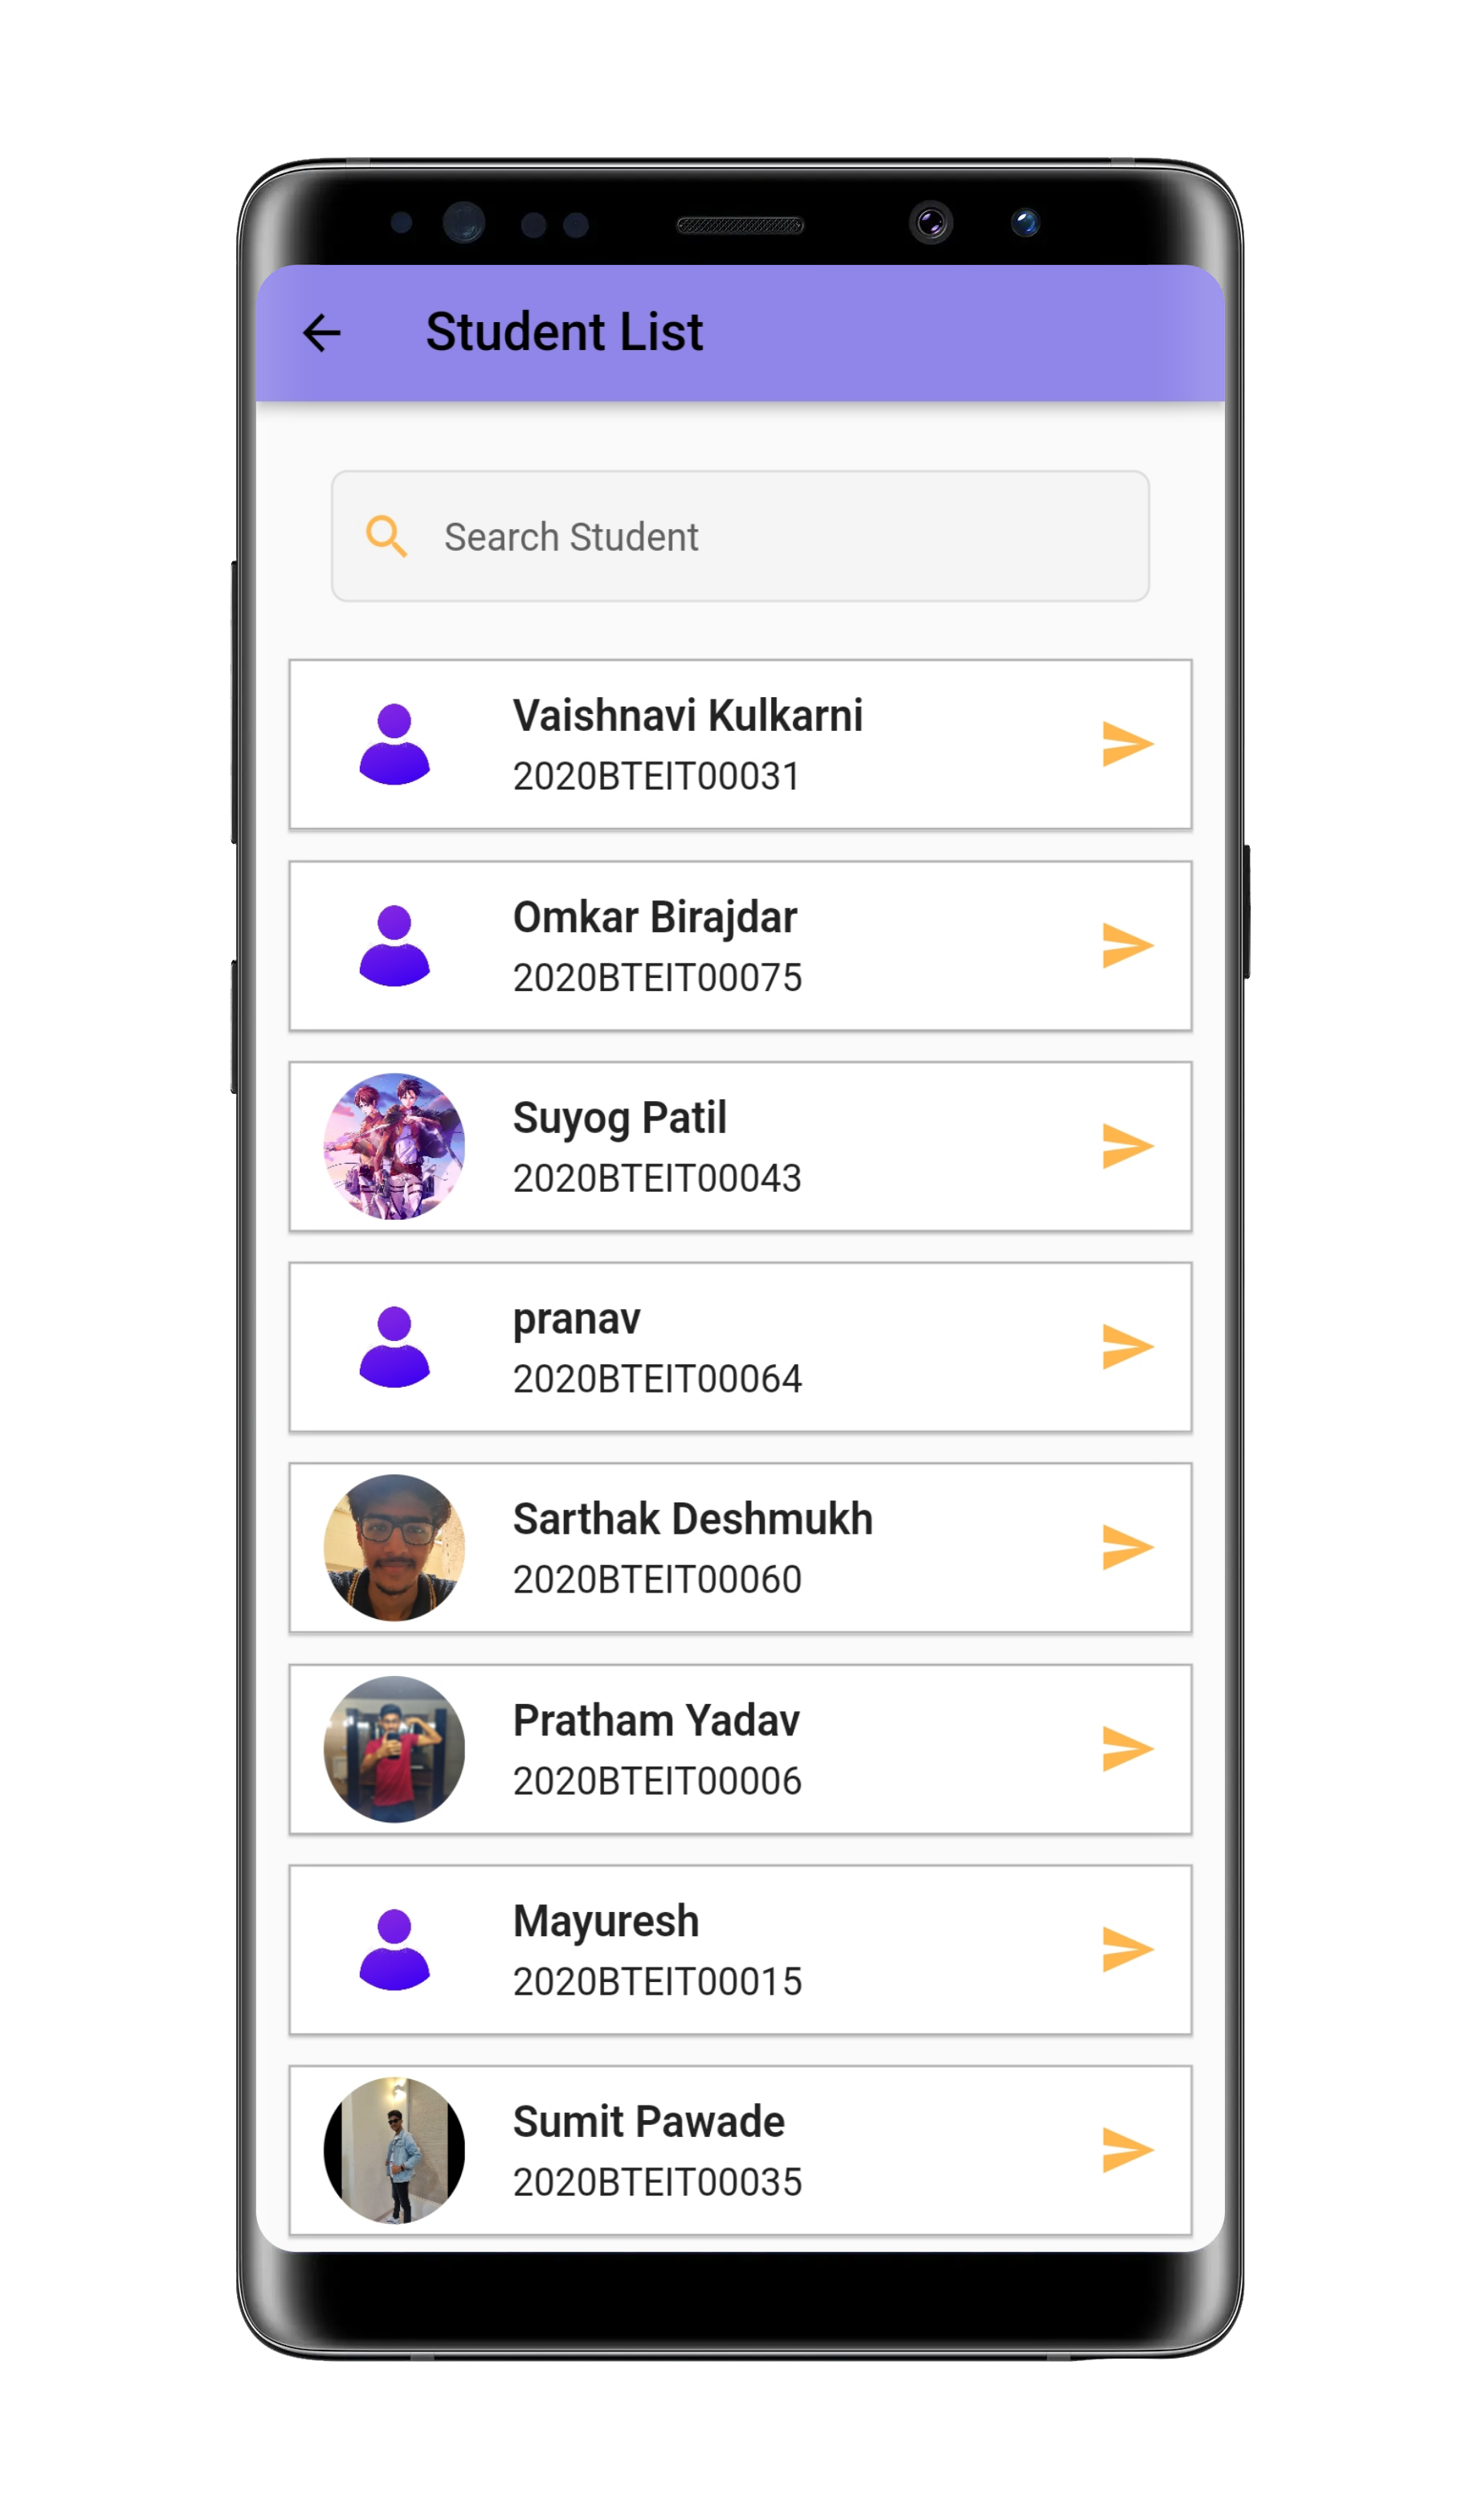 Student List
Search Student
Vaishnavi Kulkarni
2020BTEIT00031
Omkar Birajdar
2020BTEIT00075
Suyog Patil
2020BTEIT00043
pranav
2020BTEIT00064
Sarthak Deshmukh
2020BTEIT00060
Pratham Yadav
2020BTEIT00006
Mayuresh
2020BTEIT00015
Sumit Pawade
2020BTEIT00035